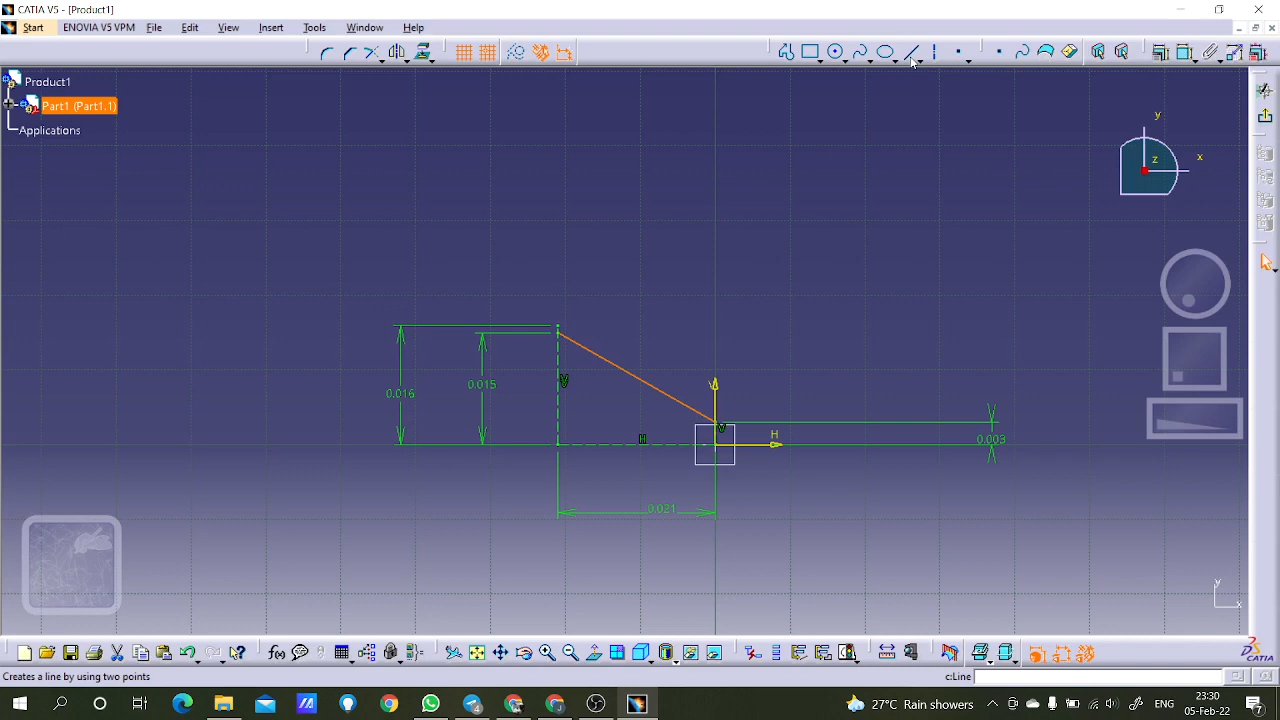 CATIA V5 - [Product1]
Start ENOVIA V5 VPM File Edit View Insert Tools Window Help
Product1
Part1 (Part1.1)
Applications
y
x
z
0.016
0.015
V
V
V
H
H
0.003
0.021
y
x
CATIA
Creates a line by using two points
c:Line
27°C Rain showers
ENG
23:30
05-Feb-22